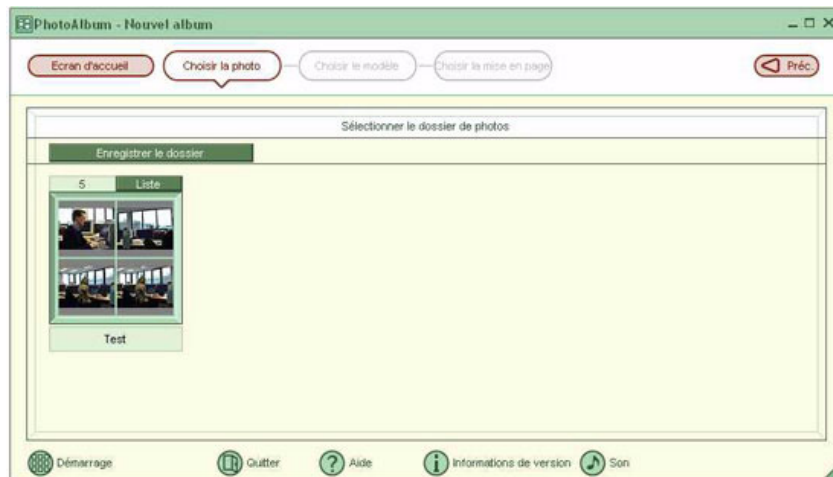 PhotoAlbum - Nouvel album
Ecran d'accueil
Choisir la photo
Choisir le modèle
Choisir la mise en page
Préc.
Sélectionner le dossier de photos
Enregistrer le dossier
5
Liste
Test
Démarrage
Quitter
Aide
Informations de version
Son